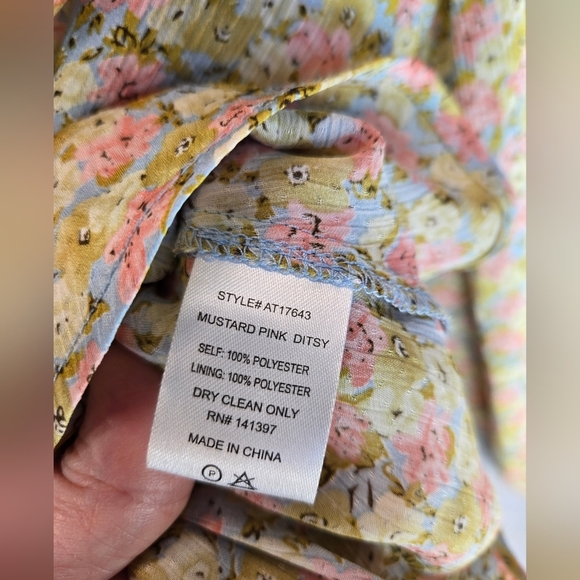 STYLE# AT17643
MUSTARD PINK DITSY
SELF: 100% POLYESTER
LINING: 100% POLYESTER
DRY CLEAN ONLY
RN# 141397
MADE IN CHINA
P